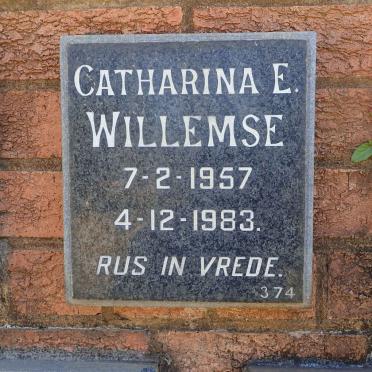 CATHARINA E.
WILLEMSE
7-2-1957
4-12-1983.
RUS IN VREDE.
374